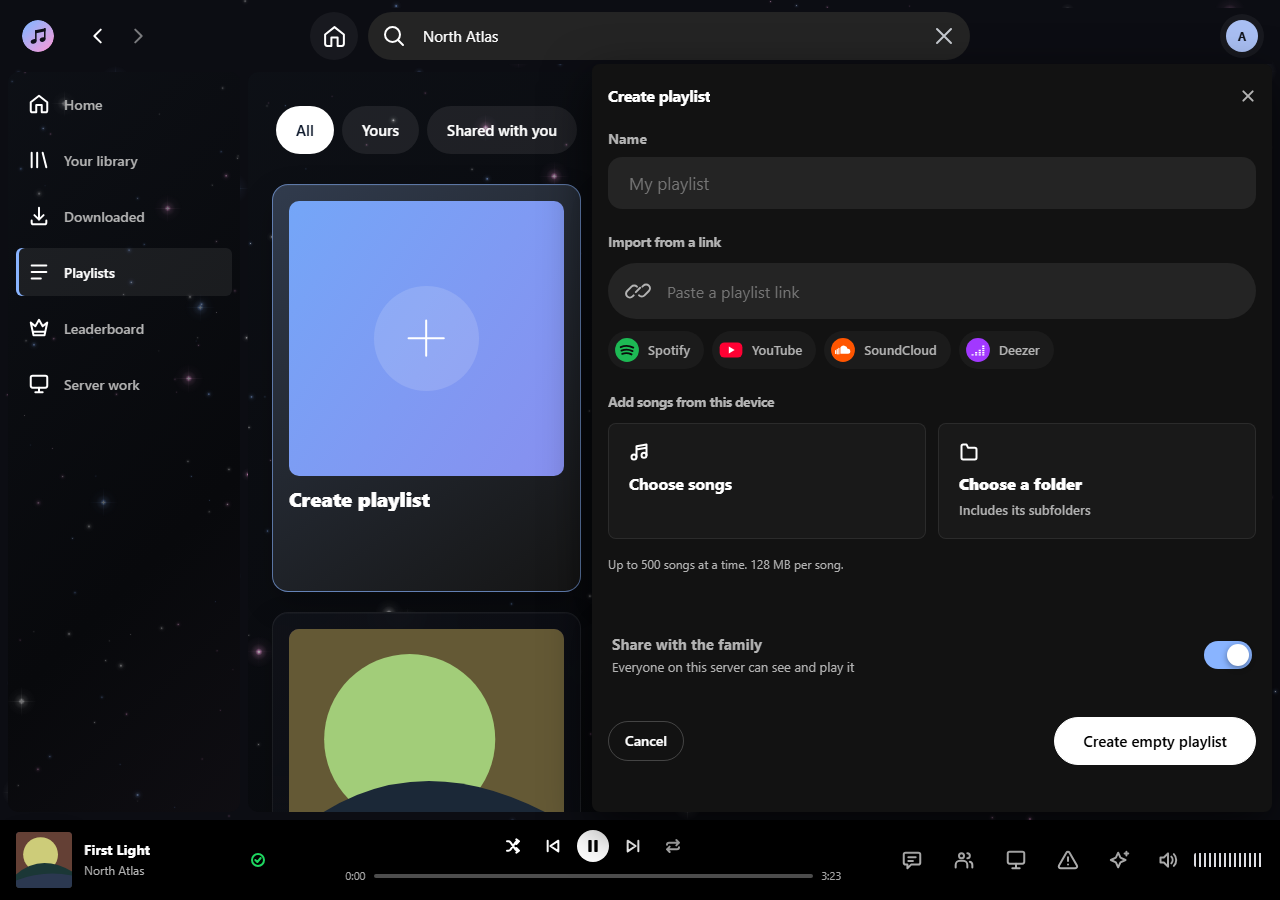 North Atlas
A
Home
Your library
Downloaded
Playlists
Leaderboard
Server work
All
Yours
Shared with you
Create playlist
Create playlist
Name
My playlist
Import from a link
Paste a playlist link
Spotify
YouTube
SoundCloud
Deezer
Add songs from this device
Choose songs
Choose a folder
Includes its subfolders
Up to 500 songs at a time. 128 MB per song.
Share with the family
Everyone on this server can see and play it
Cancel
Create empty playlist
First Light
North Atlas
0:00
3:23